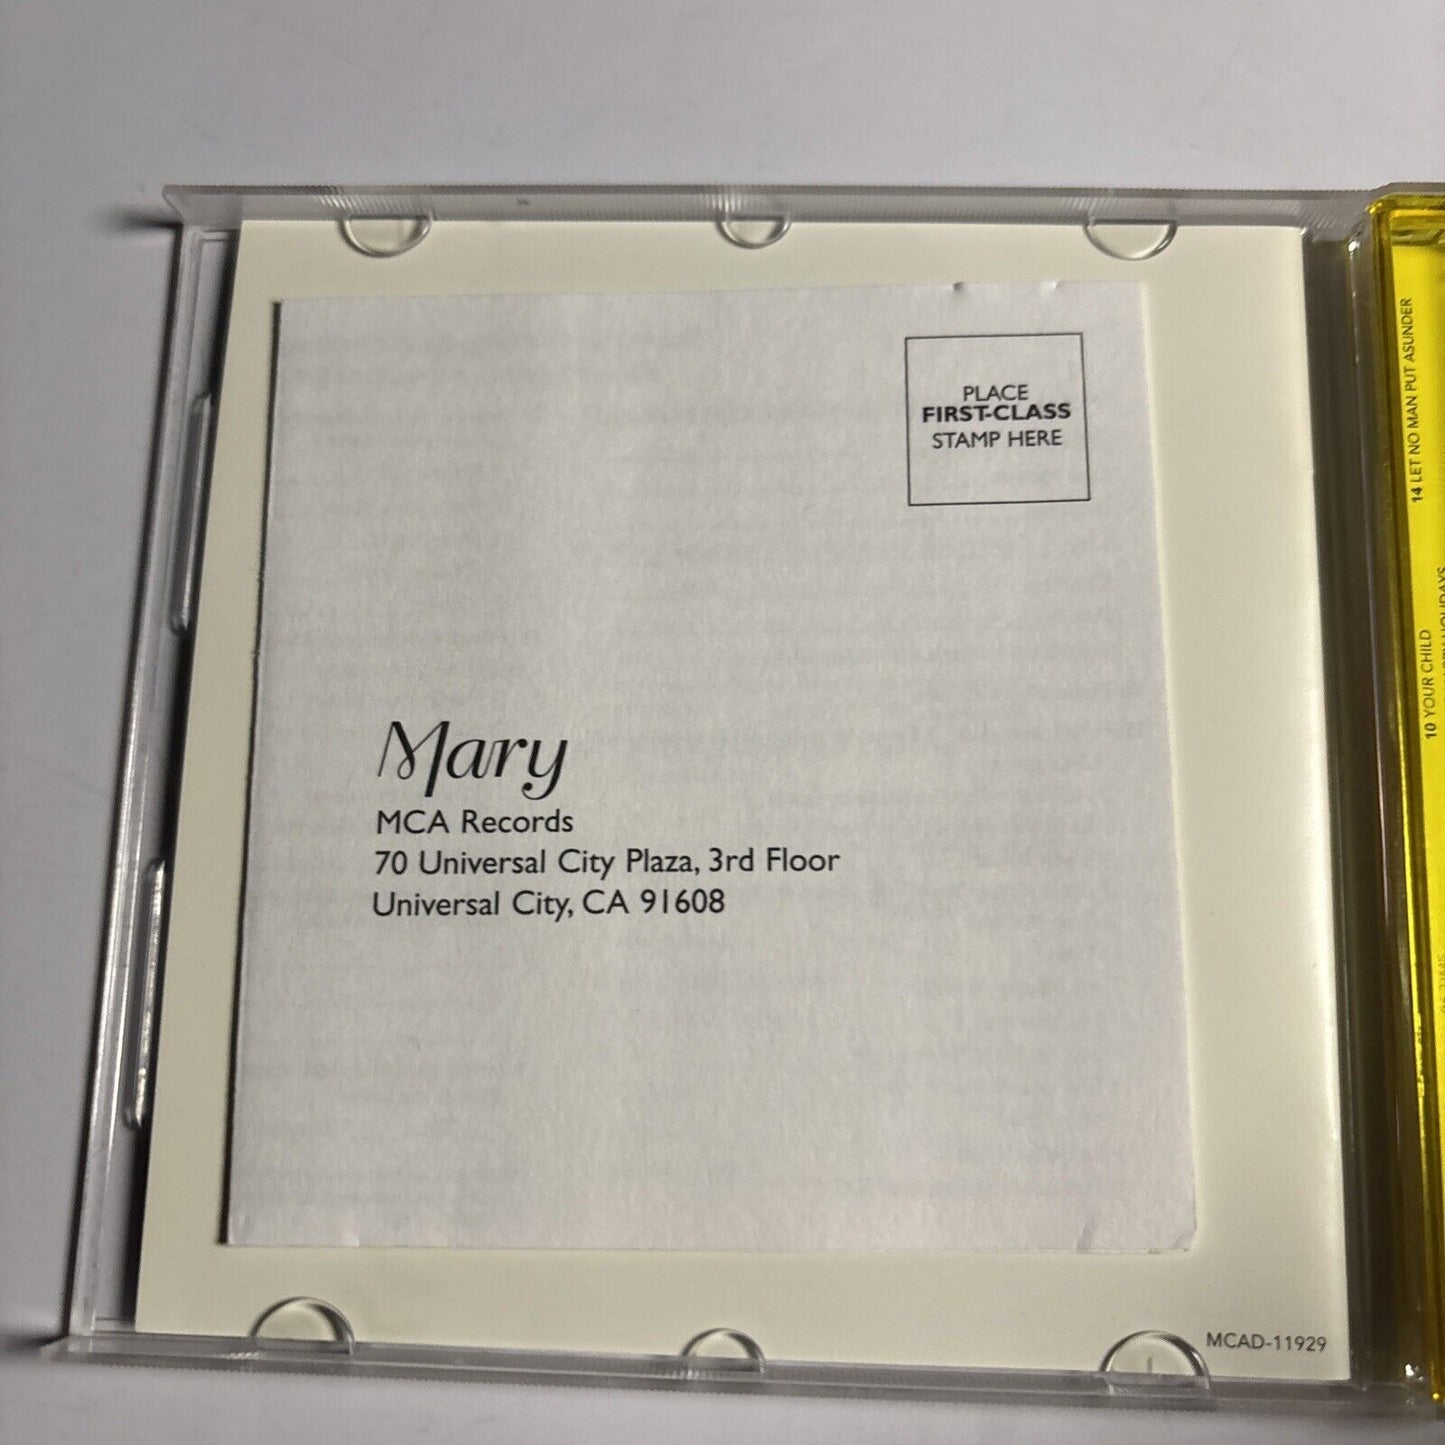 PLACE
FIRST-CLASS
STAMP HERE
Mary
MCA Records
70 Universal City Plaza, 3rd Floor
Universal City, CA 91608
MCAD-11929
14 LET NO MAN PUT ASUNDER
10 YOUR CHILD
HOLIDAYS